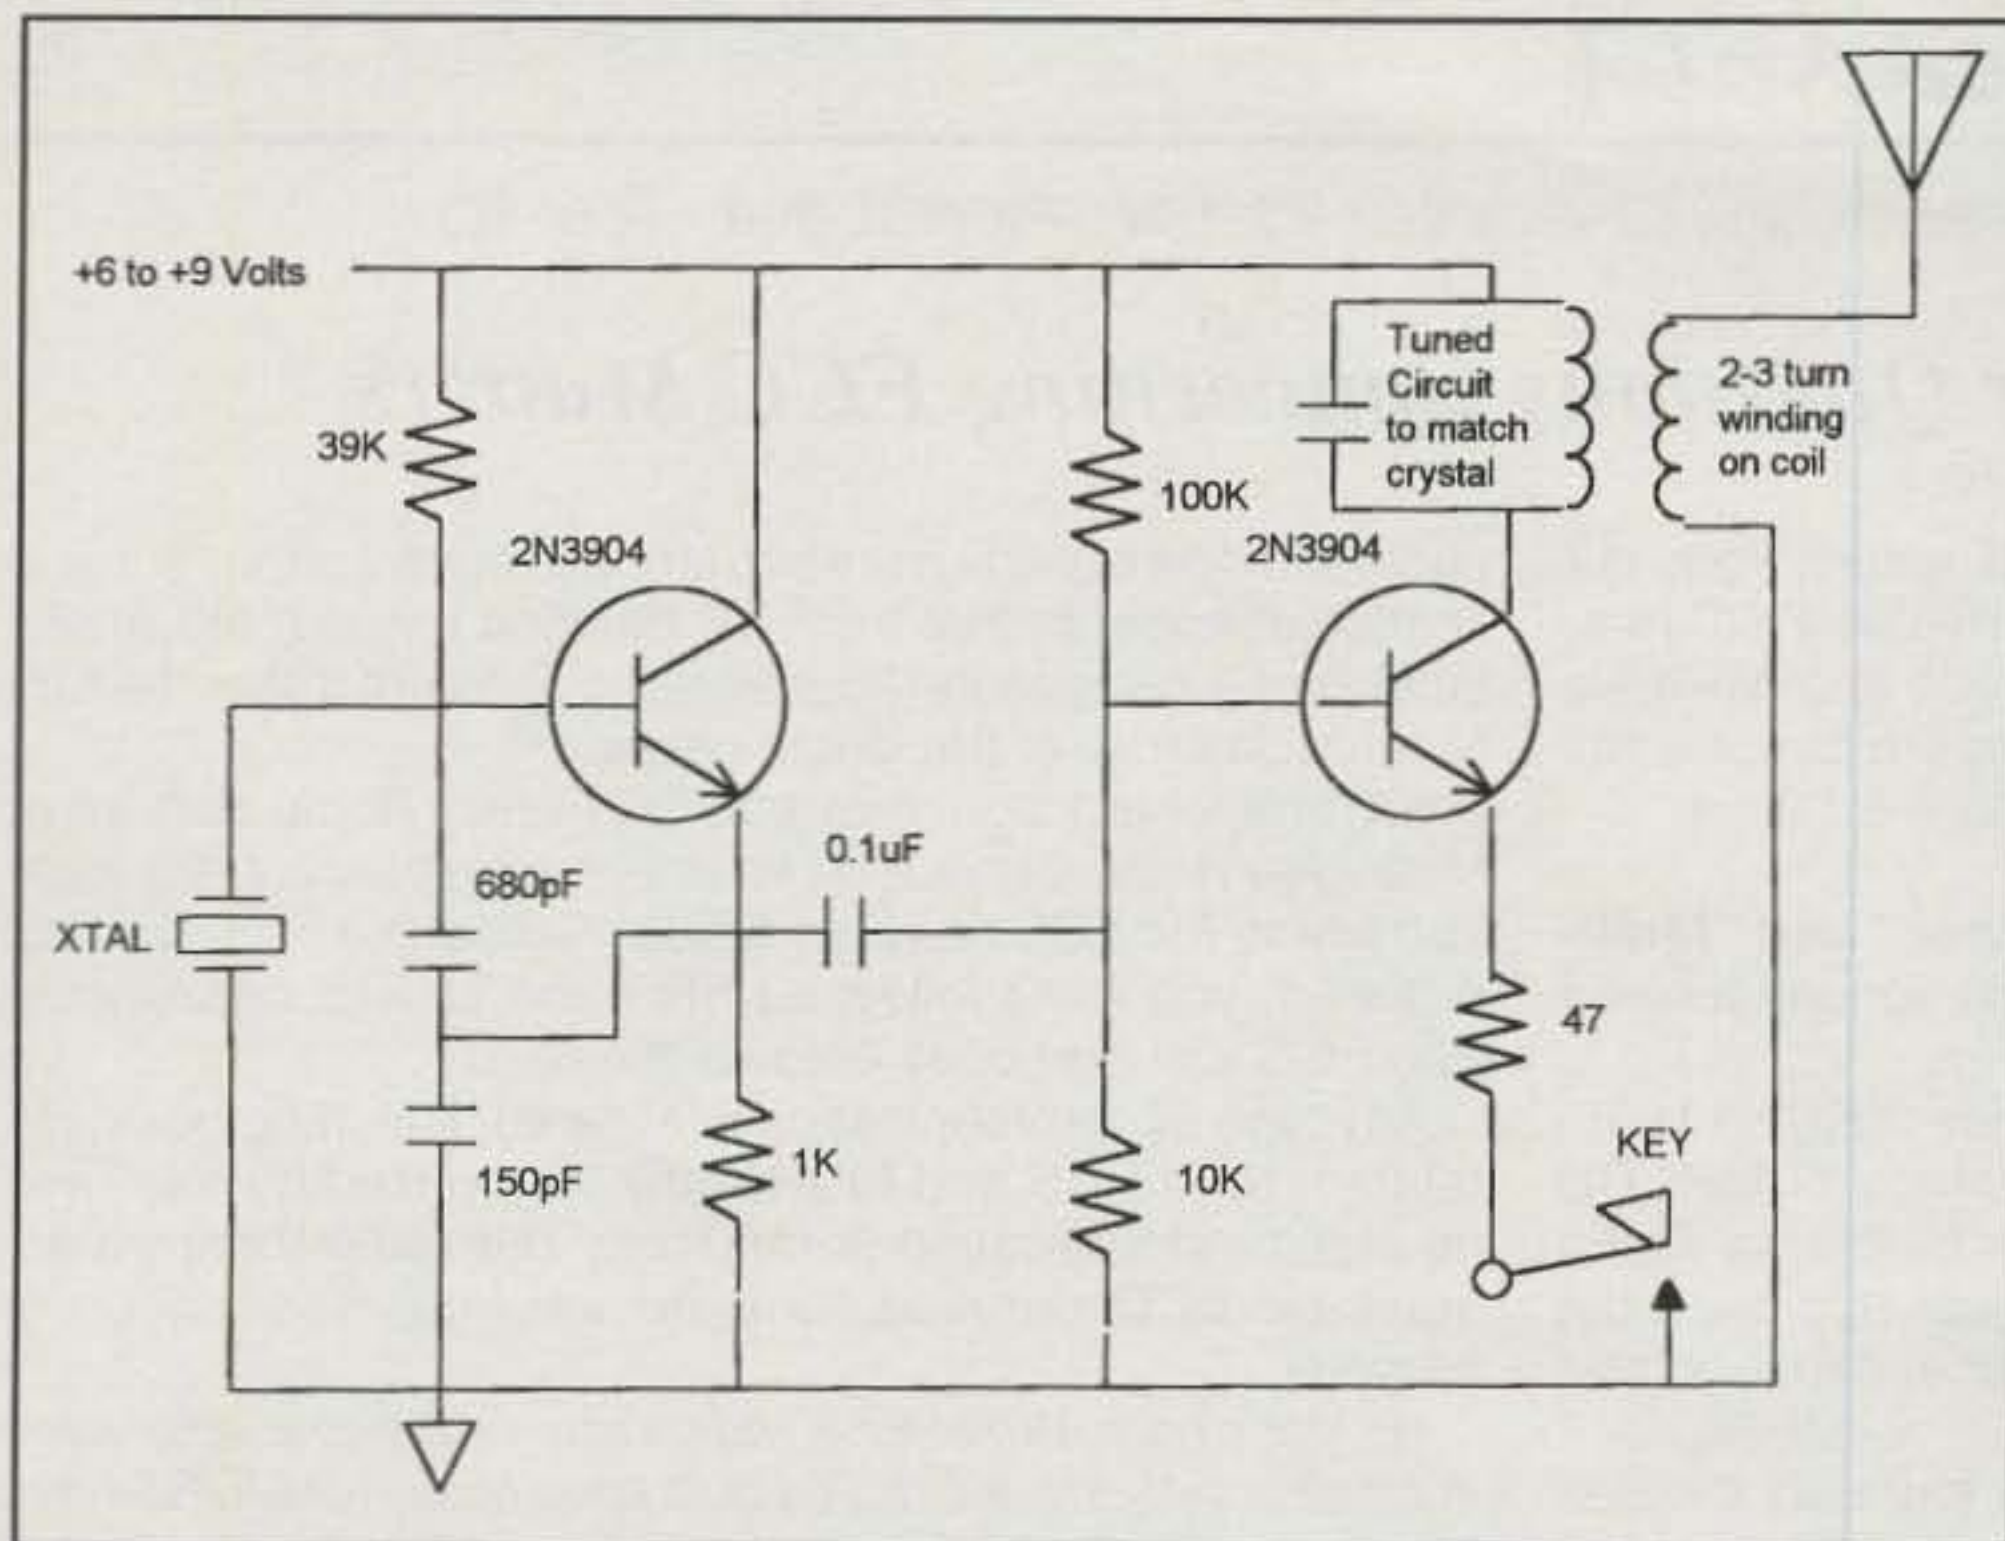 +6 to +9 Volts
39K
2N3904
100K
Tuned
Circuit
to match
crystal
2-3 turn
winding
on coil
2N3904
XTAL
680pF
0.1uF
47
150pF
1K
10K
KEY